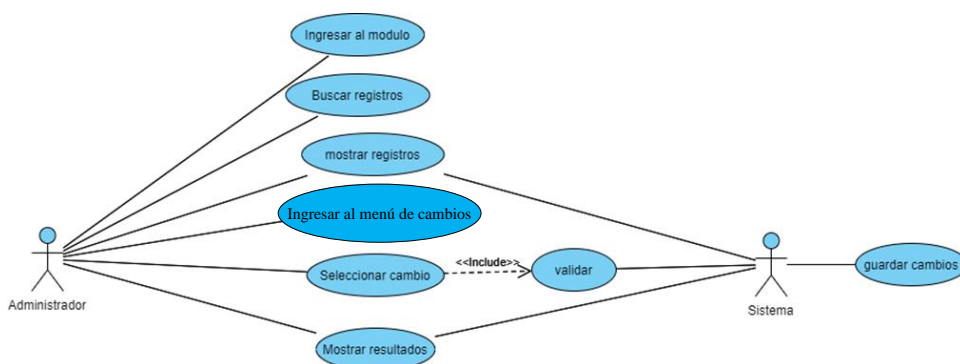 Ingresar al modulo
Buscar registros
mostrar registros
Ingresar al menú de cambios
Seleccionar cambio
<<Include>>
validar
guardar cambios
Administrador
Sistema
Mostrar resultados